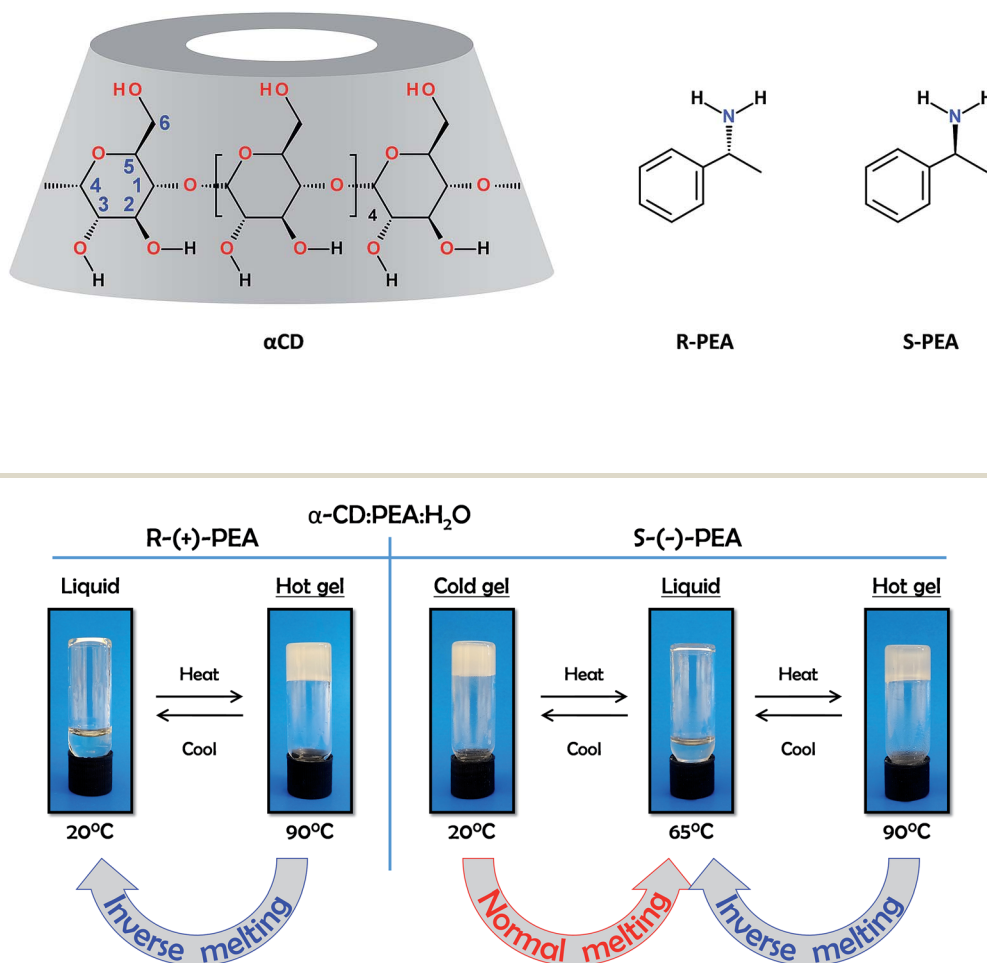 HO HO HO
6
O O O
5
4 1 O O O
3 2 4
O O–H O O–H O O–H
H H H
αCD
H H
N
R-PEA
H H
N
S-PEA
α-CD:PEA:H₂O
R-(+)-PEA S-(-)-PEA
Liquid Hot gel Cold gel Liquid Hot gel
Heat Heat Heat
Cool Cool Cool
20°C 90°C 20°C 65°C 90°C
Inverse melting Normal melting Inverse melting